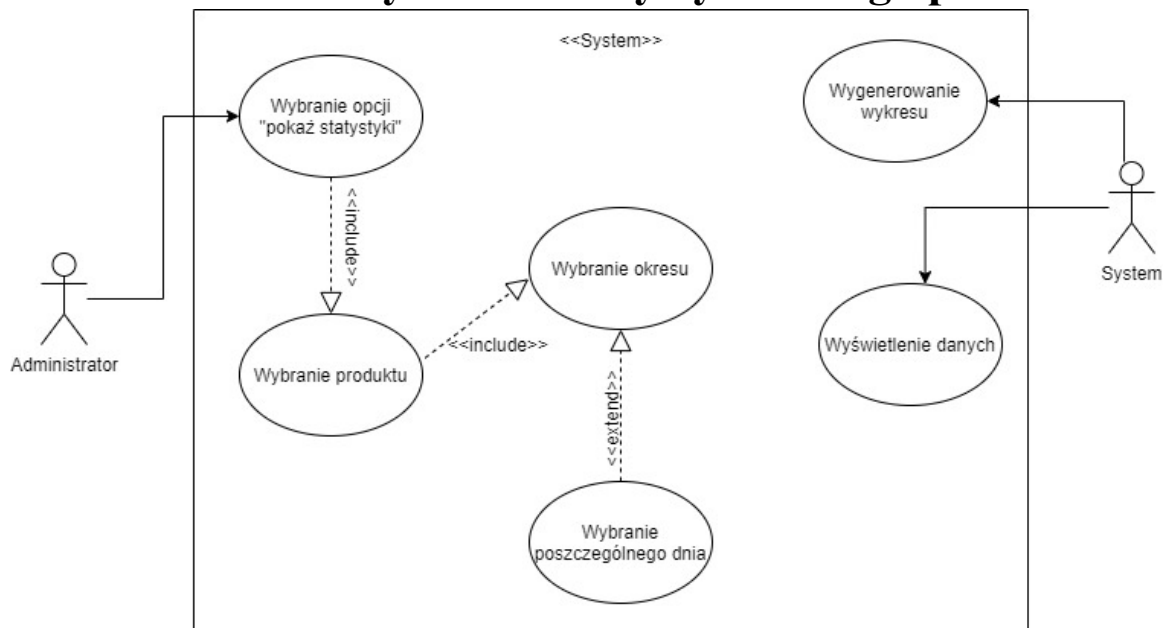 <<System>>
Wybranie opcji
"pokaż statystyki"
Wygenerowanie
wykresu
<<include>>
Wybranie okresu
System
Administrator
Wybranie produktu
<<include>>
Wyświetlenie danych
<<extend>>
Wybranie
poszczególnego dnia